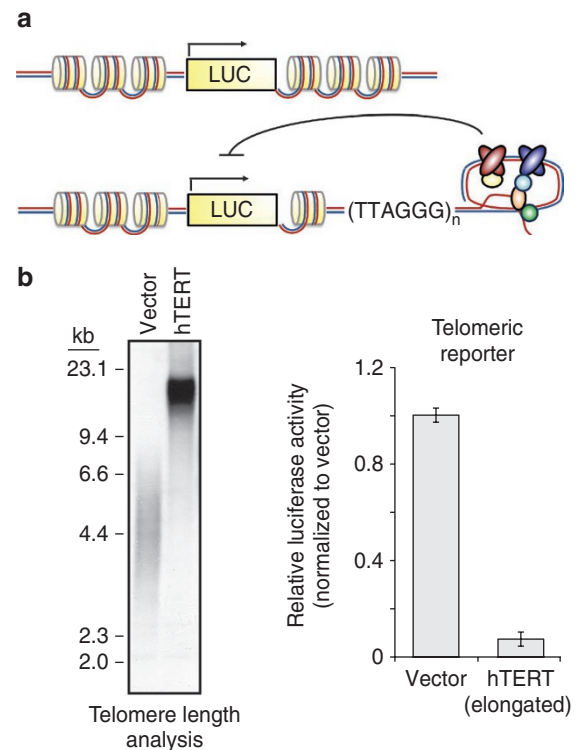 a
LUC
LUC
(TTAGGG)n
b
Vector
hTERT
kb
23.1
9.4
6.6
4.4
2.3
2.0
Telomere length
analysis
Telomeric
reporter
Relative luciferase activity
(normalized to vector)
1.2
0.8
0.4
0
Vector hTERT
(elongated)